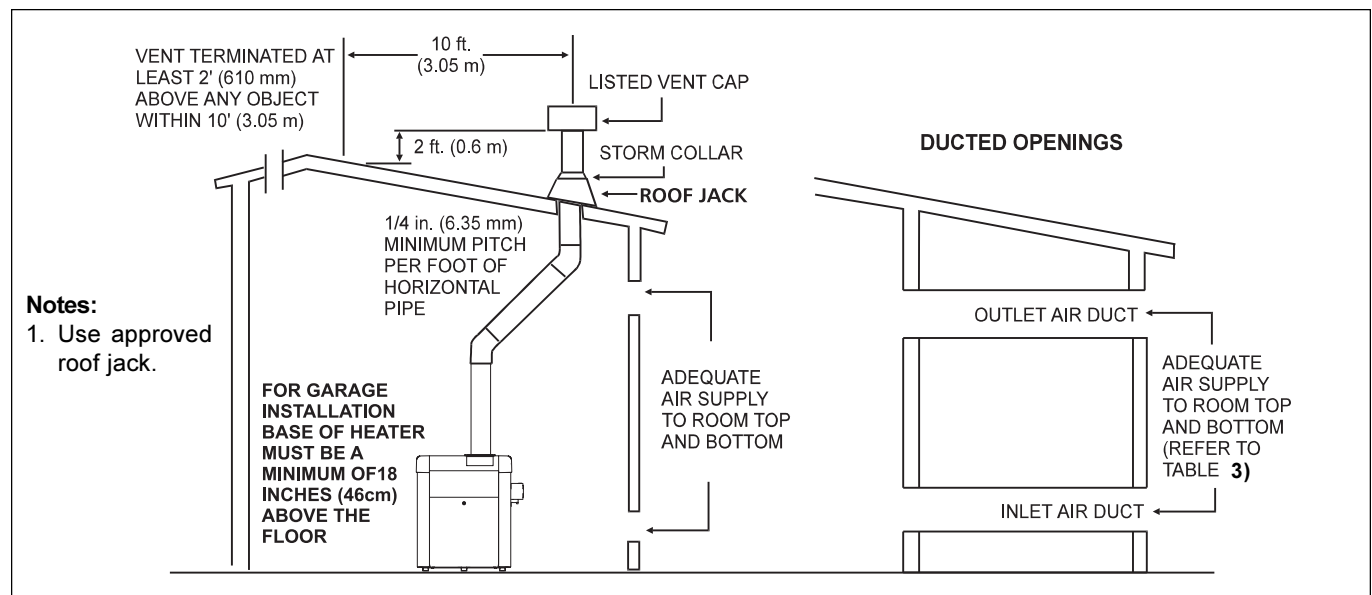 VENT TERMINATED AT
LEAST 2' (610 mm)
ABOVE ANY OBJECT
WITHIN 10' (3.05 m)
10 ft.
(3.05 m)
LISTED VENT CAP
2 ft. (0.6 m)
STORM COLLAR
ROOF JACK
1/4 in. (6.35 mm)
MINIMUM PITCH
PER FOOT OF
HORIZONTAL
PIPE
Notes:
1. Use approved
roof jack.
FOR GARAGE
INSTALLATION
BASE OF HEATER
MUST BE A
MINIMUM OF18
INCHES (46cm)
ABOVE THE
FLOOR
ADEQUATE
AIR SUPPLY
TO ROOM TOP
AND BOTTOM
DUCTED OPENINGS
OUTLET AIR DUCT
ADEQUATE
AIR SUPPLY
TO ROOM TOP
AND BOTTOM
(REFER TO
TABLE 3)
INLET AIR DUCT